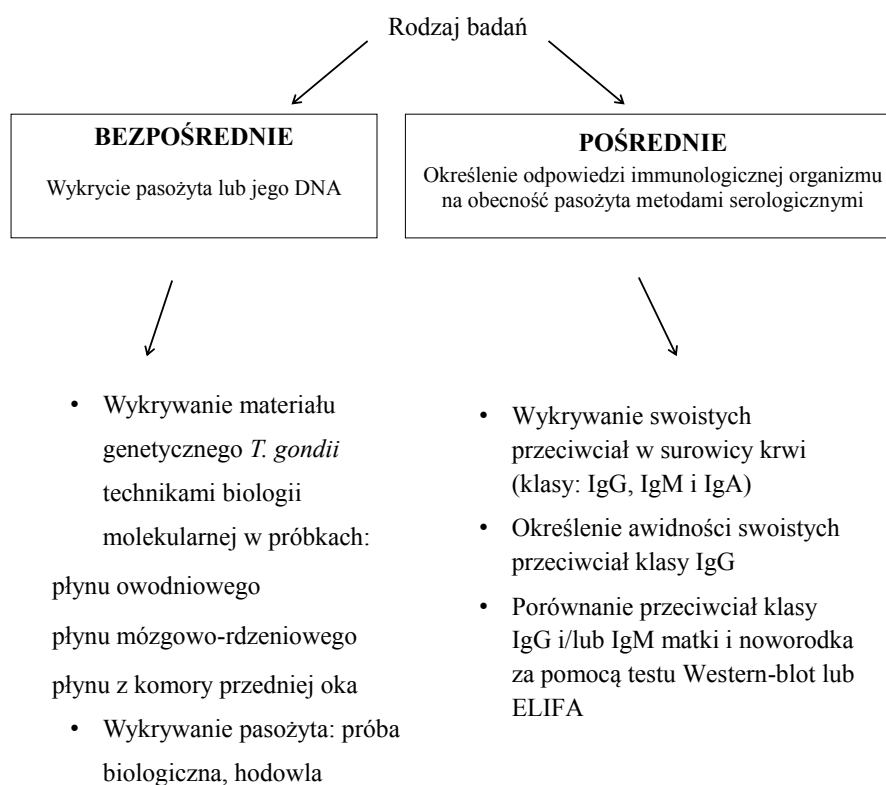 Rodzaj badań
BEZPOŚREDNIE
Wykrycie pasożyta lub jego DNA
POŚREDNIE
Określenie odpowiedzi immunologicznej organizmu
na obecność pasożyta metodami serologicznymi
• Wykrywanie materiału
genetycznego T. gondii
technikami biologii
molekularnej w próbkach:
płynu owodniowego
płynu mózgowo-rdzeniowego
płynu z komory przedniej oka
• Wykrywanie pasożyta: próba
biologiczna, hodowla
• Wykrywanie swoistych
przeciwciał w surowicy krwi
(klasy: IgG, IgM i IgA)
• Określenie awidności swoistych
przeciwciał klasy IgG
• Porównanie przeciwciał klasy
IgG i/lub IgM matki i noworodka
za pomocą testu Western-blot lub
ELIFA